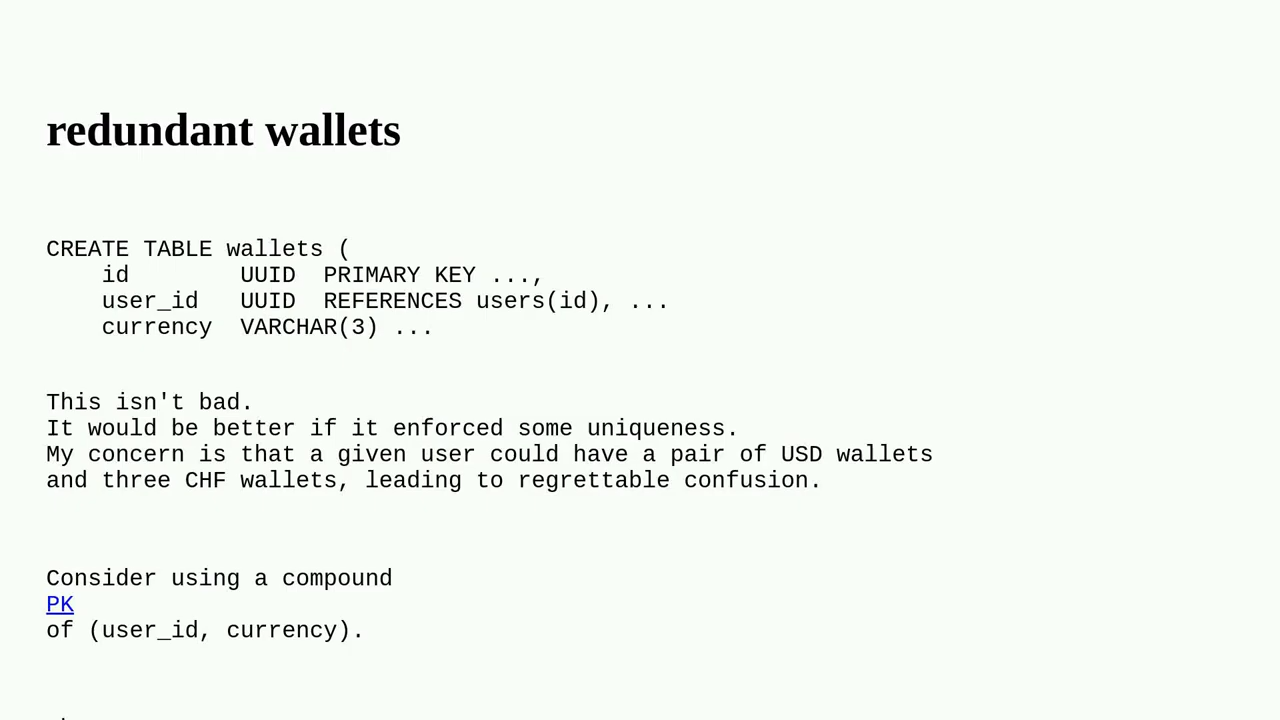 redundant wallets
CREATE TABLE wallets (
    id        UUID  PRIMARY KEY ...,
    user_id   UUID  REFERENCES users(id), ...
    currency  VARCHAR(3) ...
This isn't bad.
It would be better if it enforced some uniqueness.
My concern is that a given user could have a pair of USD wallets
and three CHF wallets, leading to regrettable confusion.
Consider using a compound
PK
of (user_id, currency).